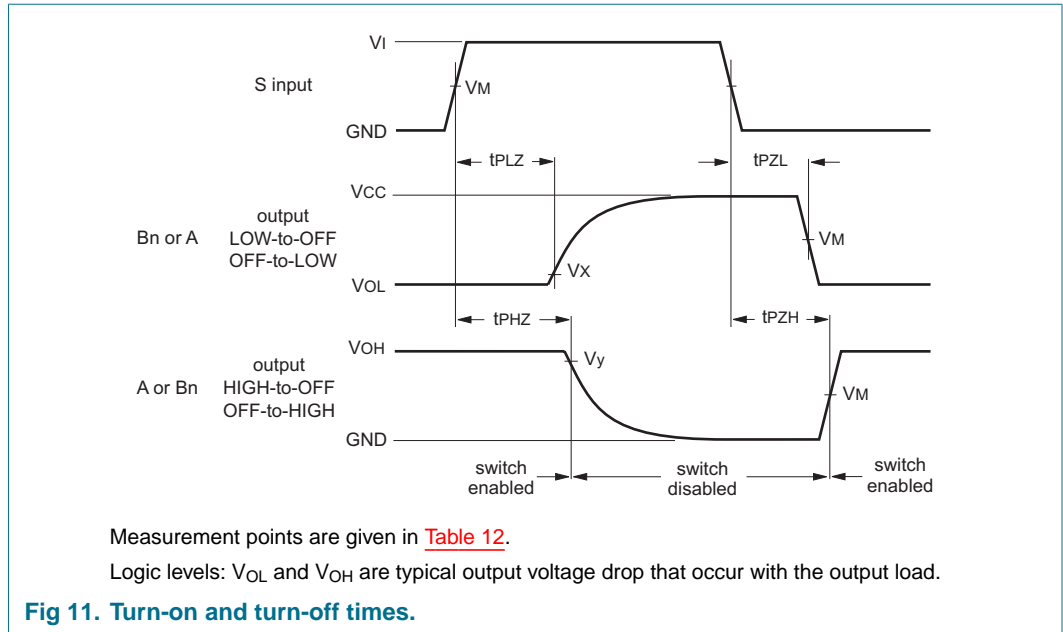 VI
S input
VM
GND
tPLZ
tPZL
VCC
output
Bn or A LOW-to-OFF
OFF-to-LOW
VM
VX
VOL
tPHZ
tPZH
VOH
output
Vy
A or Bn HIGH-to-OFF
OFF-to-HIGH
VM
GND
switch enabled
switch disabled
switch enabled
Measurement points are given in Table 12.
Logic levels: VOL and VOH are typical output voltage drop that occur with the output load.
Fig 11. Turn-on and turn-off times.